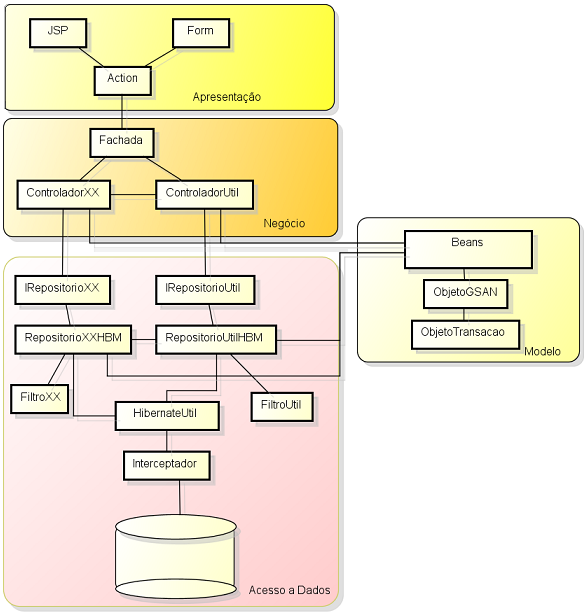 JSP
Form
Action
Apresentação
Fachada
ControladorXX
ControladorUtil
Negócio
Beans
ObjetoGSAN
ObjetoTransacao
Modelo
IRepositorioXX
IRepositorioUtil
RepositorioXXHBM
RepositorioUtilHBM
FiltroXX
FiltroUtil
HibernateUtil
Interceptador
Acesso a Dados